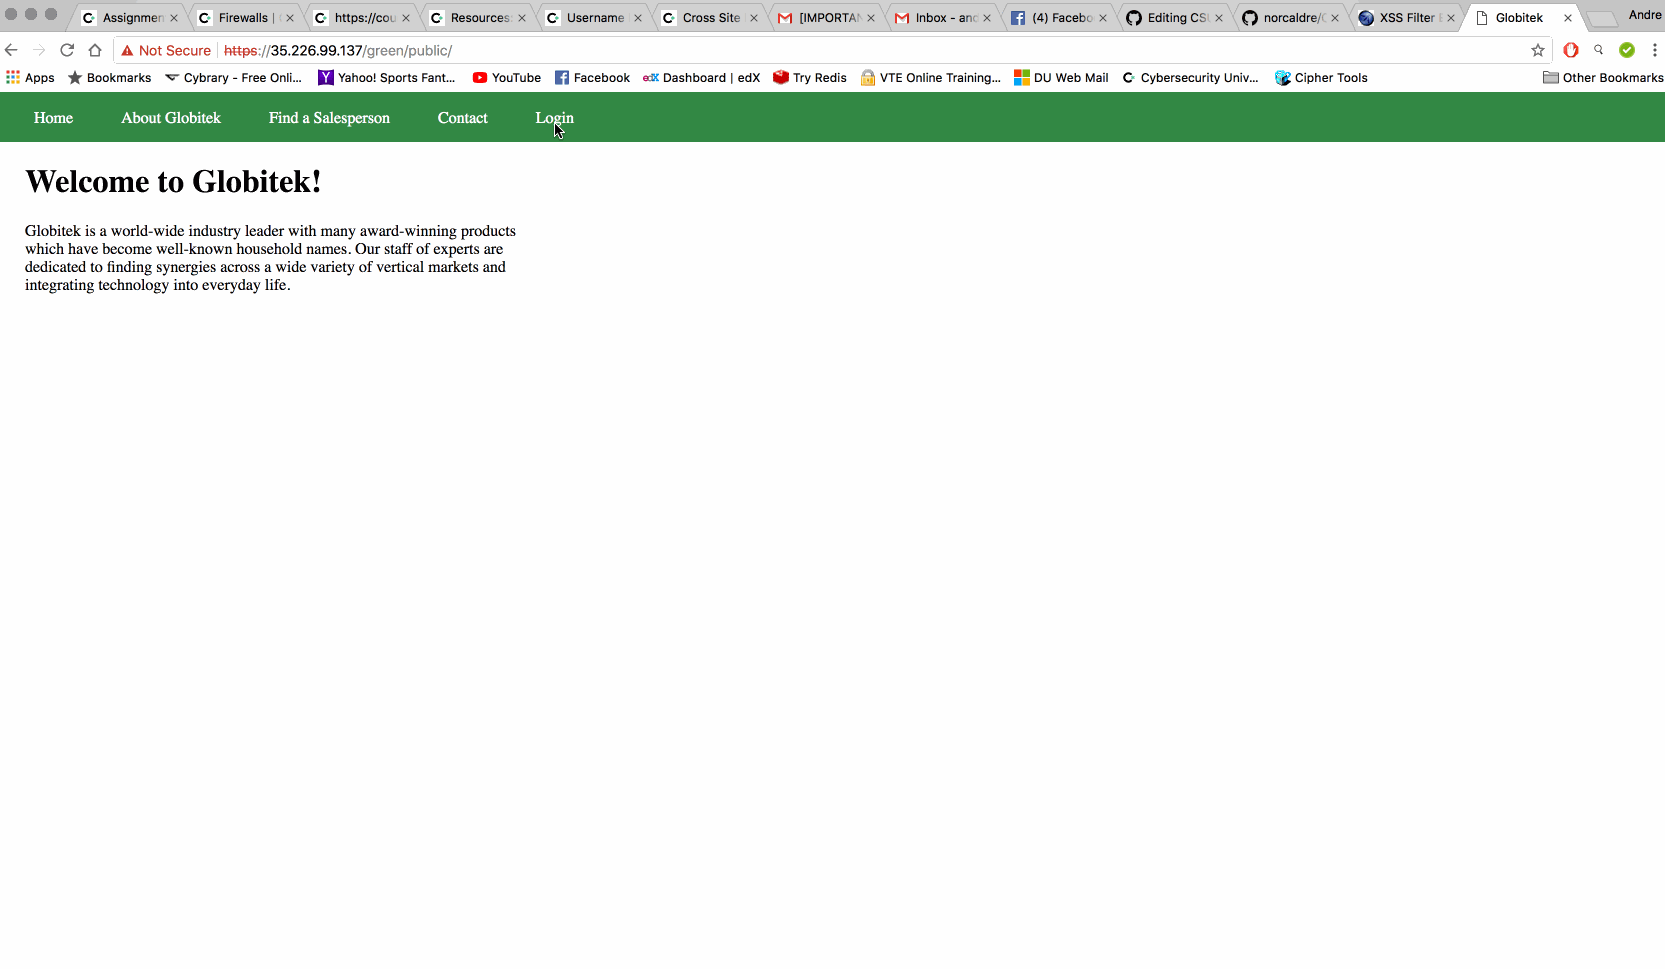 Assignmen Firewalls | C https://cou Resources: Username Cross Site [IMPORTAN Inbox - and (4) Facebo Editing CSU norcaldre/C XSS Filter E Globitek Andre
Not Secure https://35.226.99.137/green/public/
Apps Bookmarks Cybrary - Free Onli... Yahoo! Sports Fant... YouTube Facebook edX Dashboard | edX Try Redis VTE Online Training... DU Web Mail Cybersecurity Univ... Cipher Tools Other Bookmarks
Home About Globitek Find a Salesperson Contact Login
Welcome to Globitek!
Globitek is a world-wide industry leader with many award-winning products
which have become well-known household names. Our staff of experts are
dedicated to finding synergies across a wide variety of vertical markets and
integrating technology into everyday life.